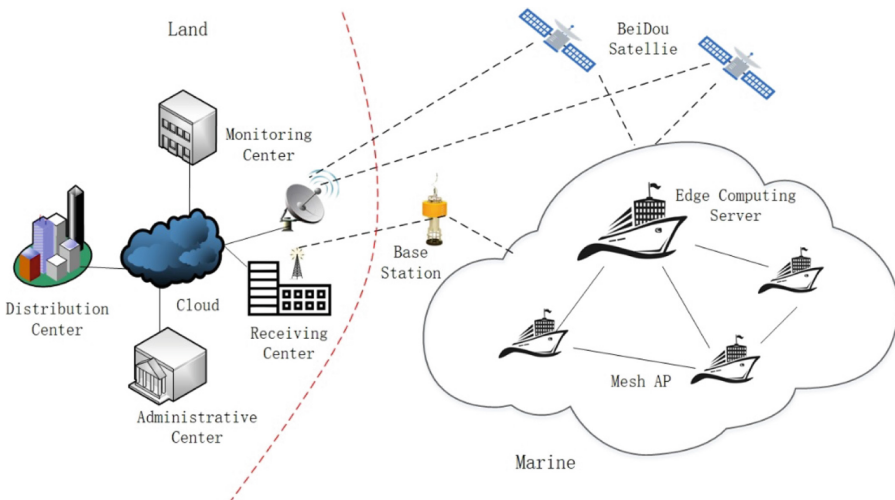 Land
BeiDou
Satellie
Monitoring
Center
Edge Computing
Server
Base
Station
Distribution
Center
Cloud
Receiving
Center
Mesh AP
Administrative
Center
Marine